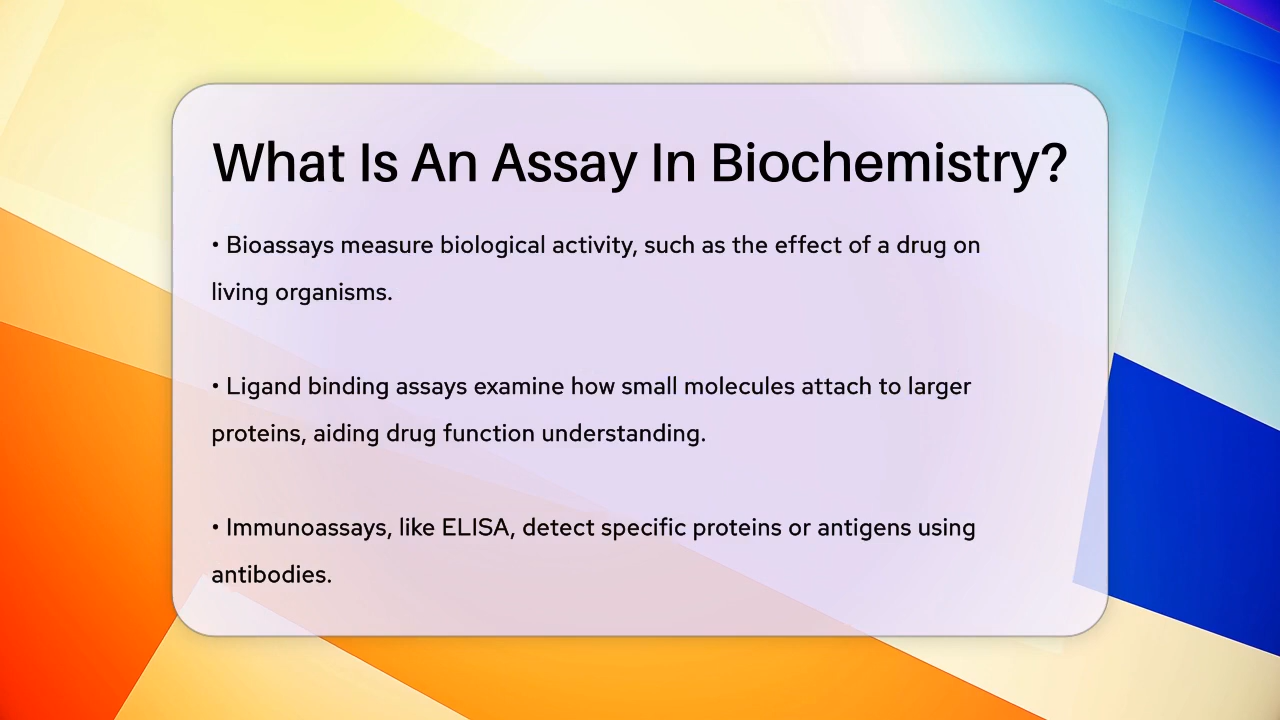 What Is An Assay In Biochemistry?
• Bioassays measure biological activity, such as the effect of a drug on
living organisms.
• Ligand binding assays examine how small molecules attach to larger
proteins, aiding drug function understanding.
• Immunoassays, like ELISA, detect specific proteins or antigens using
antibodies.